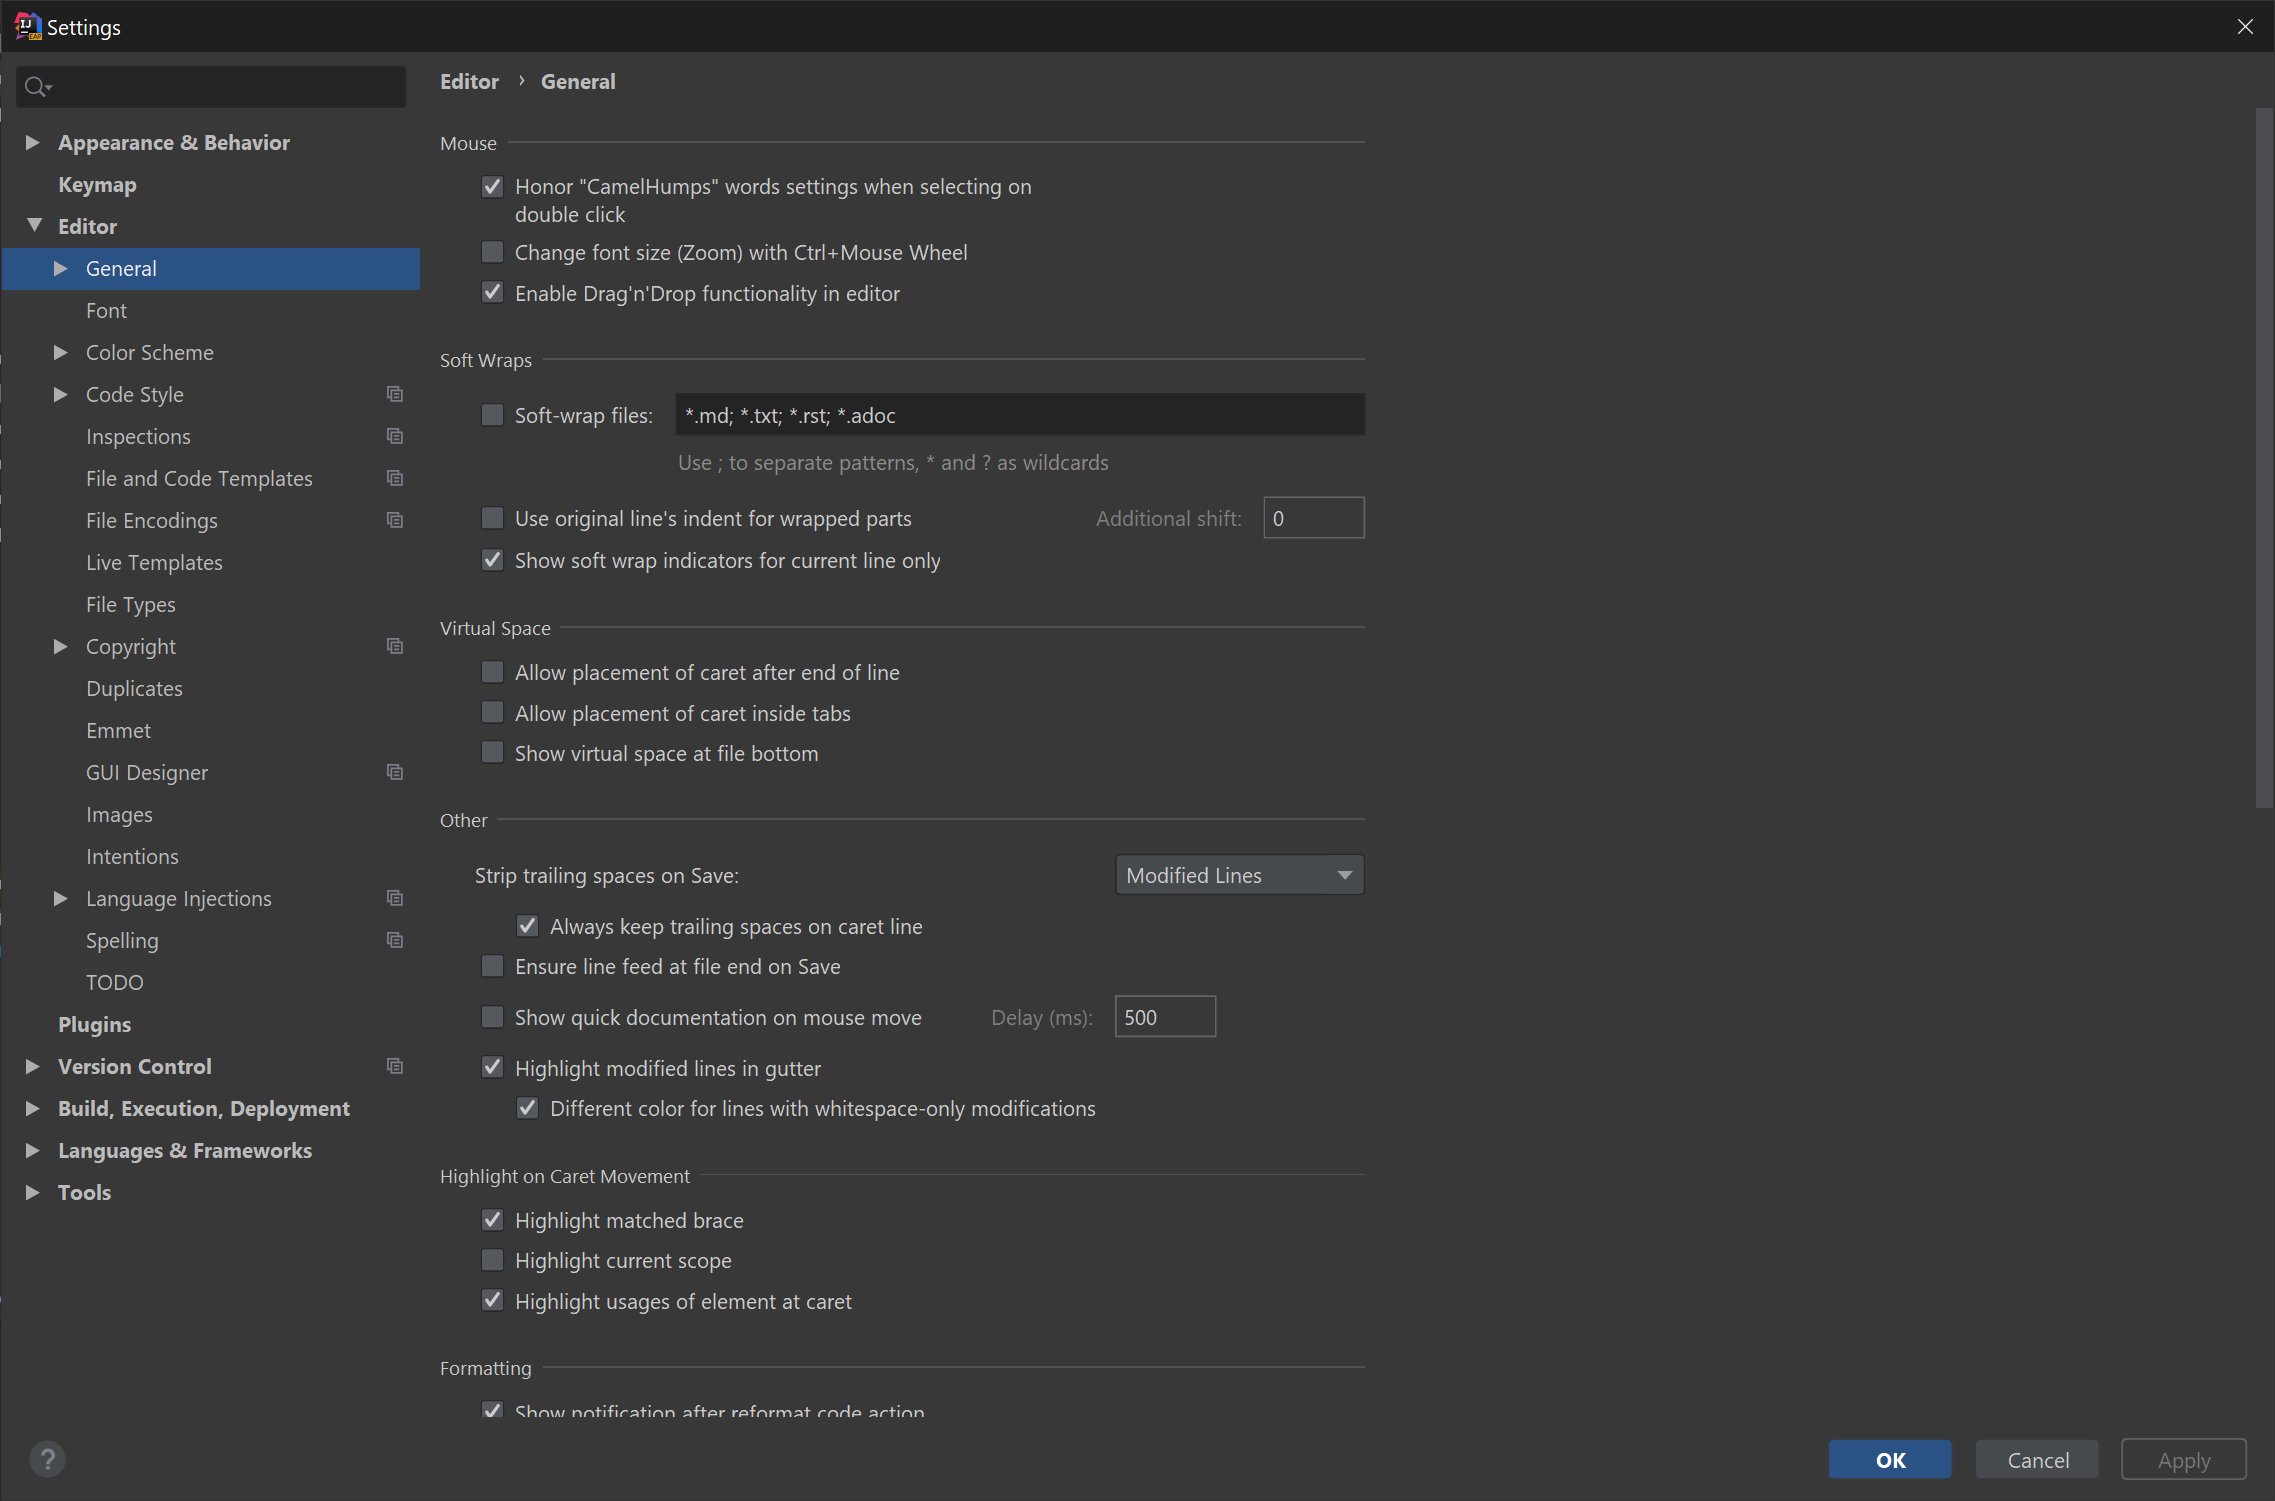 Settings
Appearance & Behavior
Keymap
Editor
General
Font
Color Scheme
Code Style
Inspections
File and Code Templates
File Encodings
Live Templates
File Types
Copyright
Duplicates
Emmet
GUI Designer
Images
Intentions
Language Injections
Spelling
TODO
Plugins
Version Control
Build, Execution, Deployment
Languages & Frameworks
Tools
Editor › General
Mouse
Honor "CamelHumps" words settings when selecting on
double click
Change font size (Zoom) with Ctrl+Mouse Wheel
Enable Drag'n'Drop functionality in editor
Soft Wraps
Soft-wrap files: *.md; *.txt; *.rst; *.adoc
Use ; to separate patterns, * and ? as wildcards
Use original line's indent for wrapped parts Additional shift: 0
Show soft wrap indicators for current line only
Virtual Space
Allow placement of caret after end of line
Allow placement of caret inside tabs
Show virtual space at file bottom
Other
Strip trailing spaces on Save: Modified Lines
Always keep trailing spaces on caret line
Ensure line feed at file end on Save
Show quick documentation on mouse move Delay (ms): 500
Highlight modified lines in gutter
Different color for lines with whitespace-only modifications
Highlight on Caret Movement
Highlight matched brace
Highlight current scope
Highlight usages of element at caret
Formatting
Show notification after reformat code action
? OK Cancel Apply